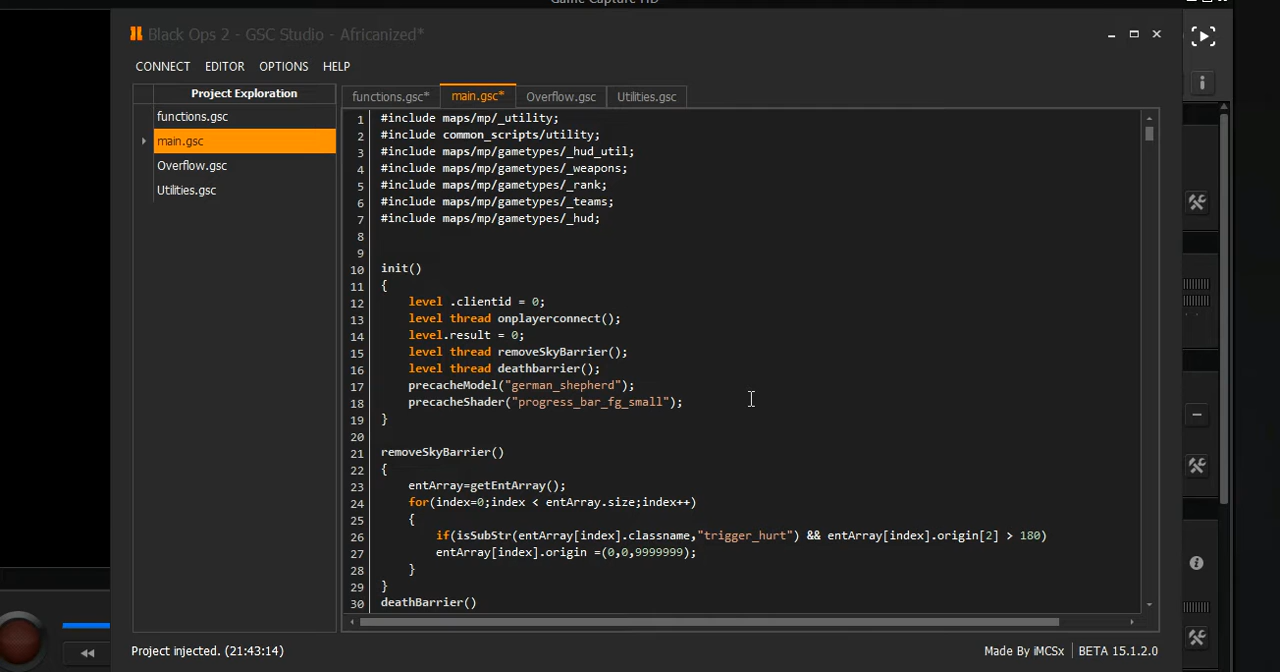 Game Capture HD
Black Ops 2 - GSC Studio - Africanized*
CONNECT EDITOR OPTIONS HELP
Project Exploration
functions.gsc
main.gsc
Overflow.gsc
Utilities.gsc
functions.gsc* main.gsc* Overflow.gsc Utilities.gsc
1 #include maps/mp/_utility;
2 #include common_scripts/utility;
3 #include maps/mp/gametypes/_hud_util;
4 #include maps/mp/gametypes/_weapons;
5 #include maps/mp/gametypes/_rank;
6 #include maps/mp/gametypes/_teams;
7 #include maps/mp/gametypes/_hud;
8
9
10 init()
11 {
12 level .clientid = 0;
13 level thread onplayerconnect();
14 level.result = 0;
15 level thread removeSkyBarrier();
16 level thread deathbarrier();
17 precacheModel("german_shepherd");
18 precacheShader("progress_bar_fg_small");
19 }
20
21 removeSkyBarrier()
22 {
23 entArray=getEntArray();
24 for(index=0;index < entArray.size;index++)
25 {
26 if(isSubStr(entArray[index].classname,"trigger_hurt") && entArray[index].origin[2] > 180)
27 entArray[index].origin =(0,0,9999999);
28 }
29 }
30 deathBarrier()
Project injected. (21:43:14)
Made By iMCSx BETA 15.1.2.0